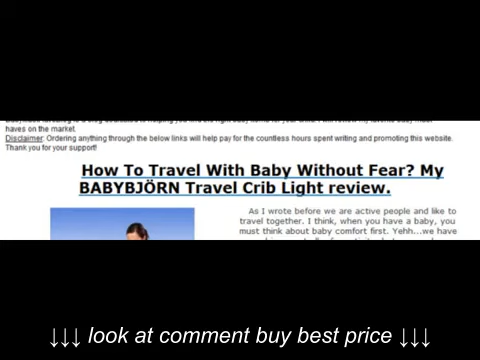 haves on the market.
Disclaimer: Ordering anything through the below links will help pay for the countless hours spent writing and promoting this website.
Thank you for your support!
How To Travel With Baby Without Fear? My
BABYBJÖRN Travel Crib Light review.
As I wrote before we are active people and like to
travel together. I think, when you have a baby, you
must think about baby comfort first. Yehh...we have
↓↓↓ look at comment buy best price ↓↓↓